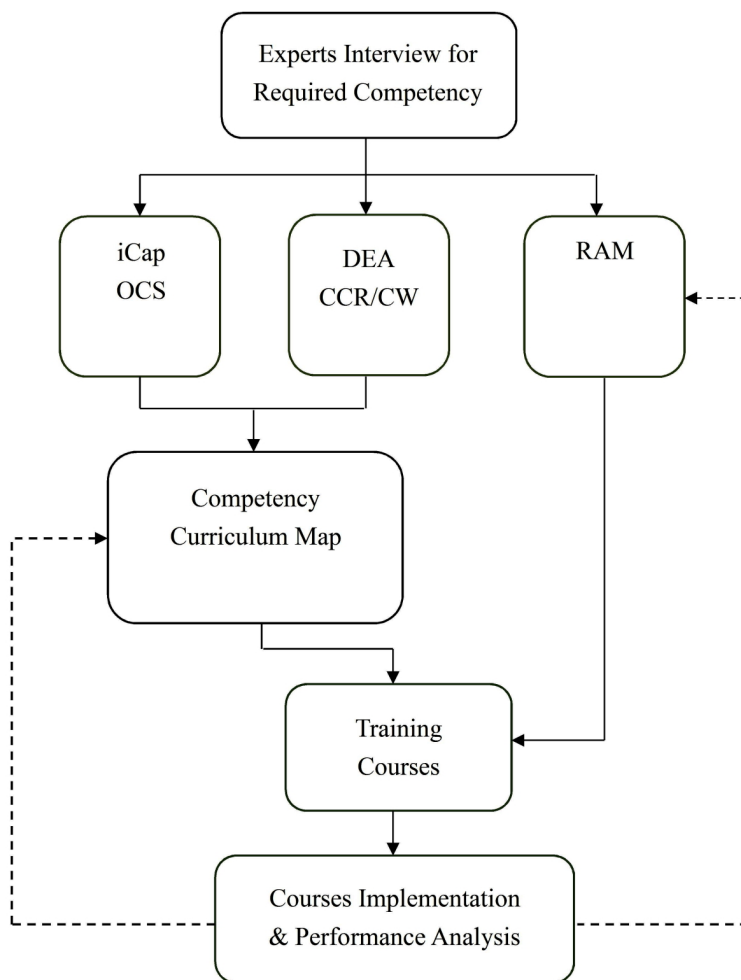 Experts Interview for
Required Competency
iCap
OCS
DEA
CCR/CW
RAM
Competency
Curriculum Map
Training
Courses
Courses Implementation
& Performance Analysis